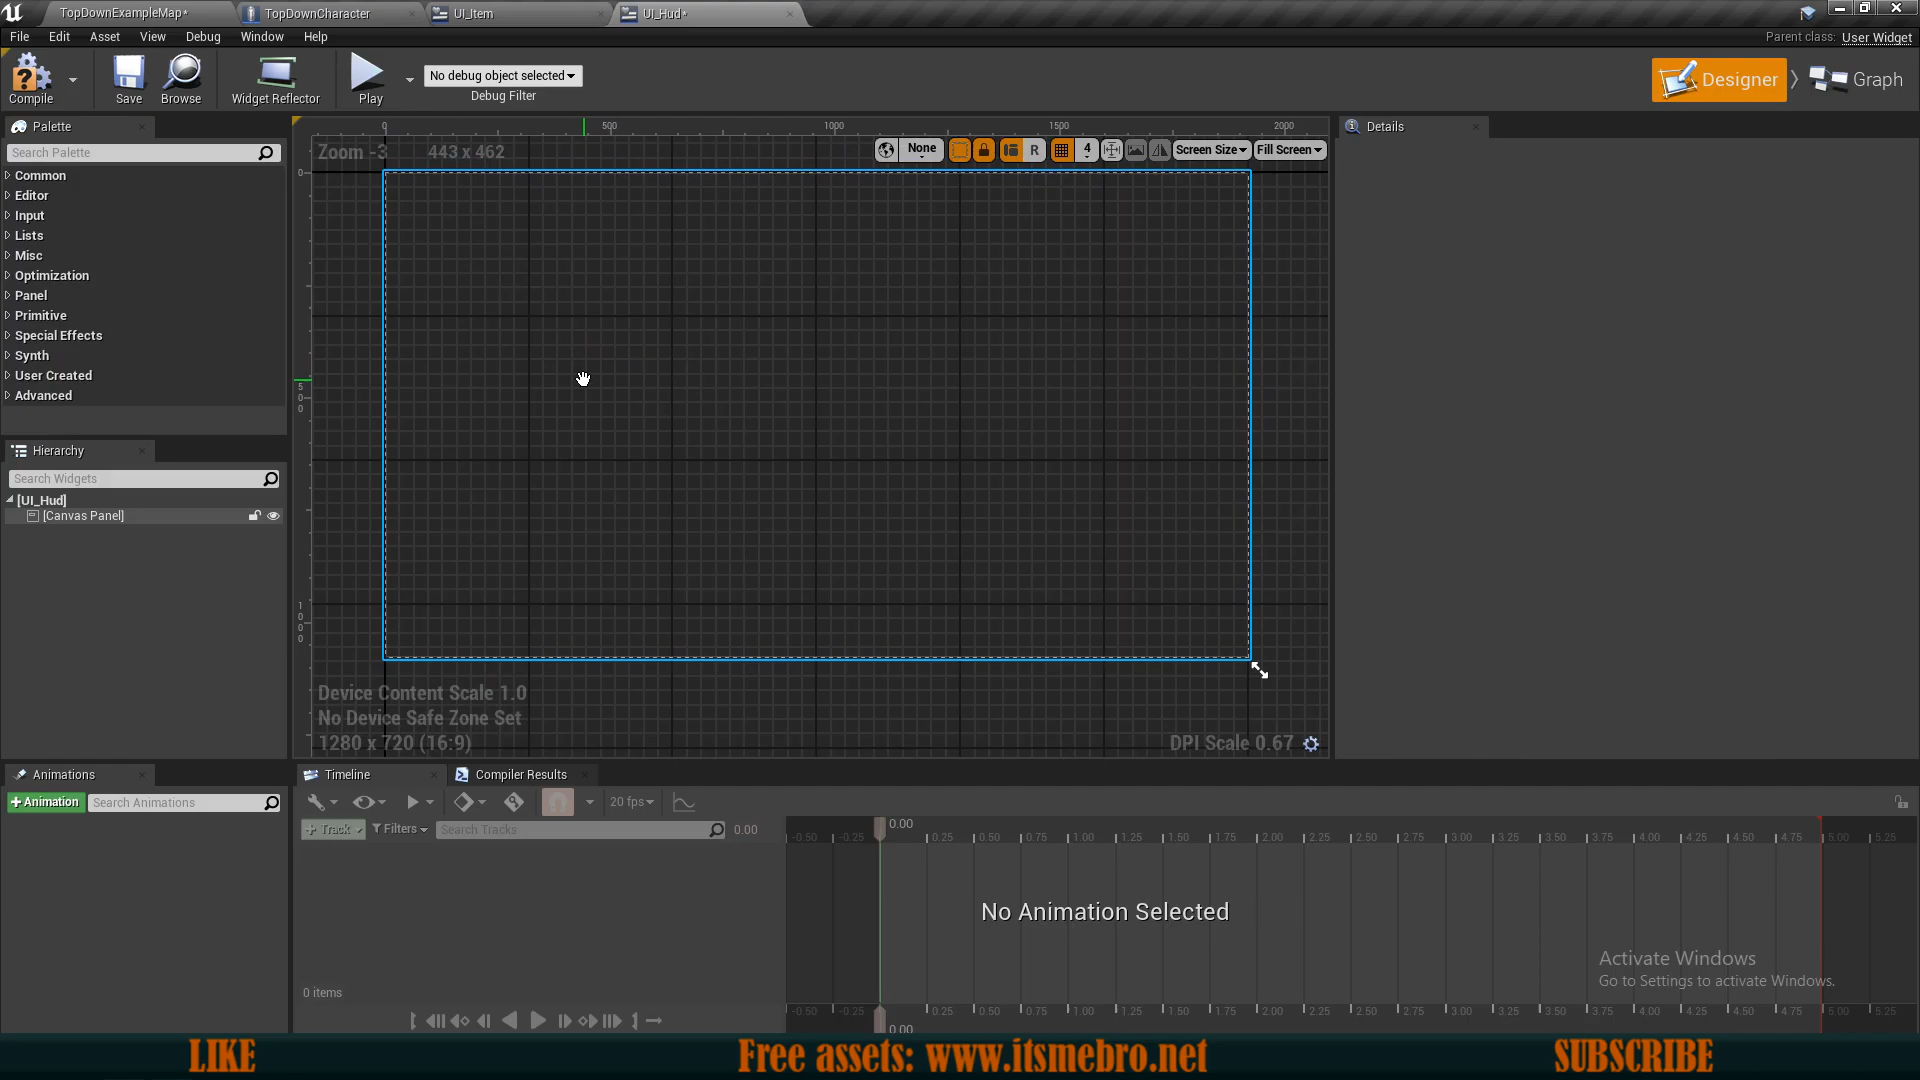 TopDownExampleMap*
TopDownCharacter
UI_Item
UI_Hud*
File Edit Asset View Debug Window Help
Parent class: User Widget
Compile
Save
Browse
Widget Reflector
Play
No debug object selected
Debug Filter
Designer
Graph
Palette
Search Palette
Common
Editor
Input
Lists
Misc
Optimization
Panel
Primitive
Special Effects
Synth
User Created
Advanced
Hierarchy
Search Widgets
[UI_Hud]
[Canvas Panel]
0 500 1000 1500 2000
Zoom -3 443 x 462
None
R
4
Screen Size
Fill Screen
0
500
1000
Device Content Scale 1.0
No Device Safe Zone Set
1280 x 720 (16:9)
DPI Scale 0.67
Details
Animations
+Animation
Search Animations
Timeline
Compiler Results
20 fps
+ Track
Filters
Search Tracks
0.00
0.00
-0.50 -0.25 0.25 0.50 0.75 1.00 1.25 1.50 1.75 2.00 2.25 2.50 2.75 3.00 3.25 3.50 3.75 4.00 4.25 4.50 4.75 5.00 5.25
No Animation Selected
0 items
-0.50 -0.25 0.25 0.50 0.75 1.00 1.25 1.50 1.75 2.00 2.25 2.50 2.75 3.00 3.25 3.50 3.75 4.00 4.25 4.50 4.75 5.00 5.25
0.00
Activate Windows
Go to Settings to activate Windows.
LIKE
Free assets: www.itsmebro.net
SUBSCRIBE